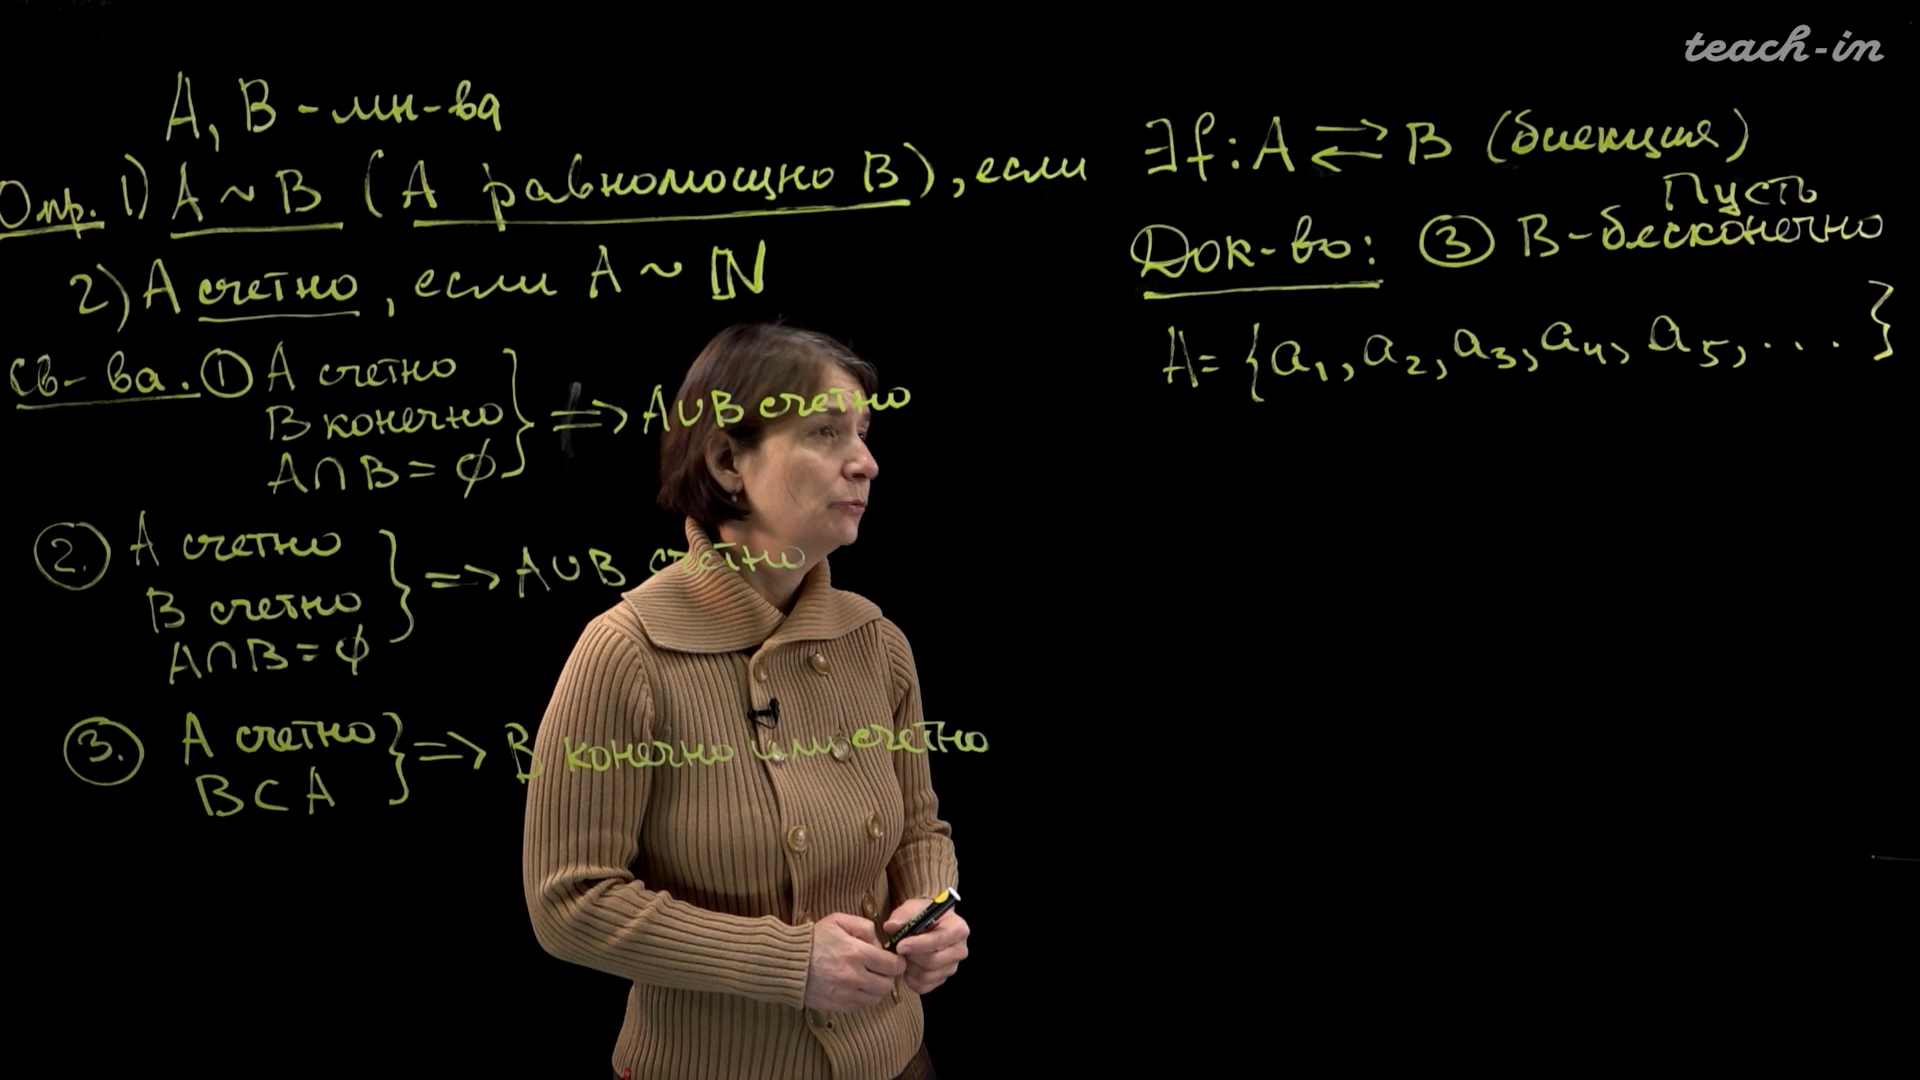 teach-in
A, B - мн-ва
Опр. 1) A ~ B (A равномощно B), если ∃f: A ⇄ B (биекция)
2) A счетно, если A ~ ℕ
Св-ва. ① A счетно
B конечно
A∩B = ∅
} => A∪B счетно
2. A счетно
B счетно
A∩B = ∅
} => A∪B счетно
3. A счетно
B⊂A
} => B конечно или счетно
Пусть
Док-во: ③ B - бесконечно
A = {a₁, a₂, a₃, a₄, a₅, ... }